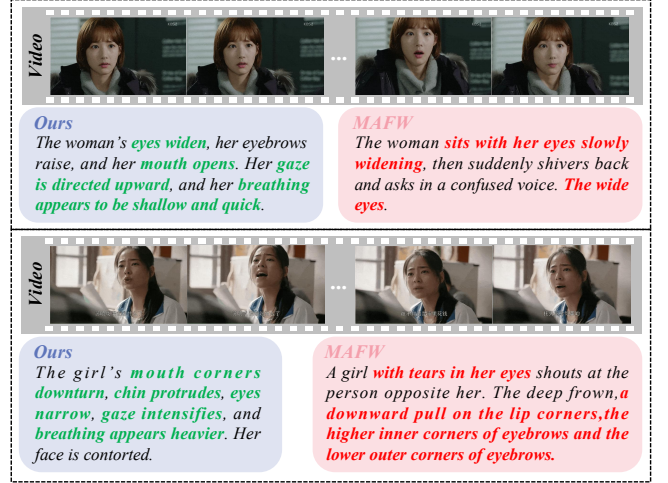 Video
...
Ours
The woman's eyes widen, her eyebrows
raise, and her mouth opens. Her gaze
is directed upward, and her breathing
appears to be shallow and quick.
MAFW
The woman sits with her eyes slowly
widening, then suddenly shivers back
and asks in a confused voice. The wide
eyes.
Video
...
Ours
The girl's mouth corners
downturn, chin protrudes, eyes
narrow, gaze intensifies, and
breathing appears heavier. Her
face is contorted.
MAFW
A girl with tears in her eyes shouts at the
person opposite her. The deep frown,a
downward pull on the lip corners,the
higher inner corners of eyebrows and the
lower outer corners of eyebrows.